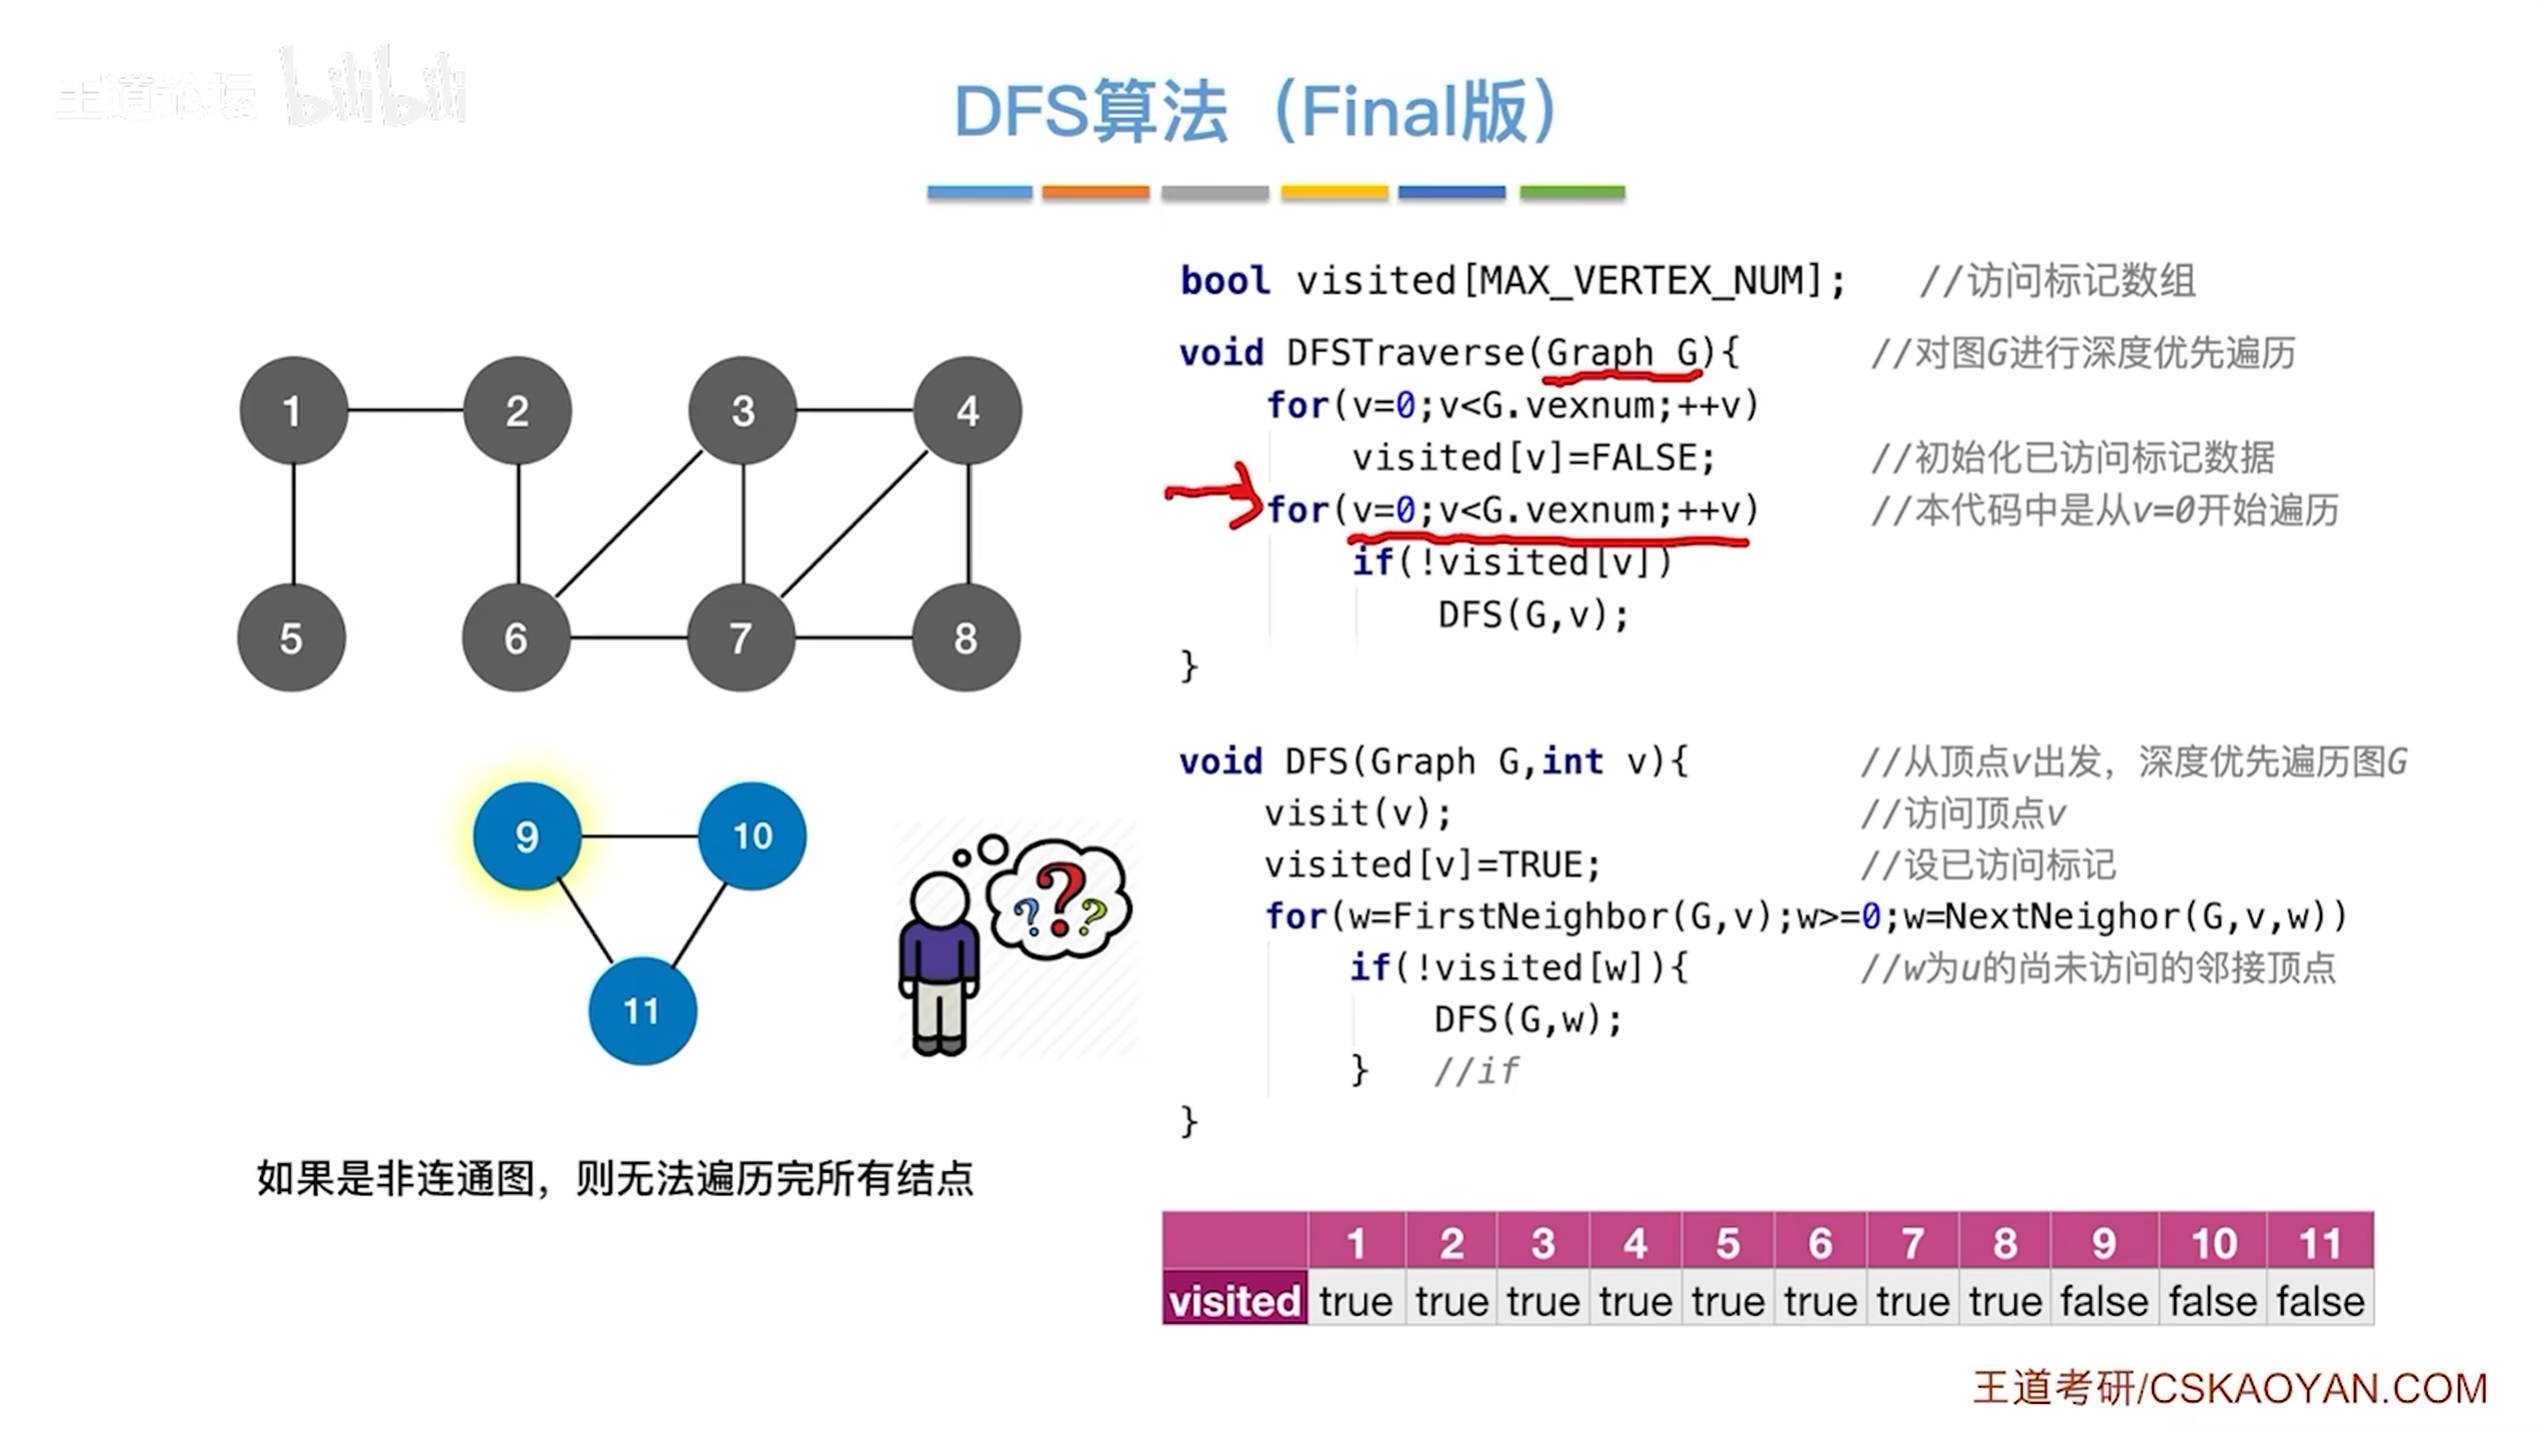 王道论坛 bilibili
DFS算法（Final版）
bool visited[MAX_VERTEX_NUM]; //访问标记数组
void DFSTraverse(Graph G){ //对图G进行深度优先遍历
for(v=0;v<G.vexnum;++v)
visited[v]=FALSE; //初始化已访问标记数据
for(v=0;v<G.vexnum;++v) //本代码中是从v=0开始遍历
if(!visited[v])
DFS(G,v);
}
void DFS(Graph G,int v){ //从顶点v出发，深度优先遍历图G
visit(v); //访问顶点v
visited[v]=TRUE; //设已访问标记
for(w=FirstNeighbor(G,v);w>=0;w=NextNeighor(G,v,w))
if(!visited[w]){ //w为u的尚未访问的邻接顶点
DFS(G,w);
} //if
}
1 2 3 4
5 6 7 8
9 10
11
? ? ?
如果是非连通图，则无法遍历完所有结点
1 2 3 4 5 6 7 8 9 10 11
visited true true true true true true true true false false false
王道考研/CSKAOYAN.COM